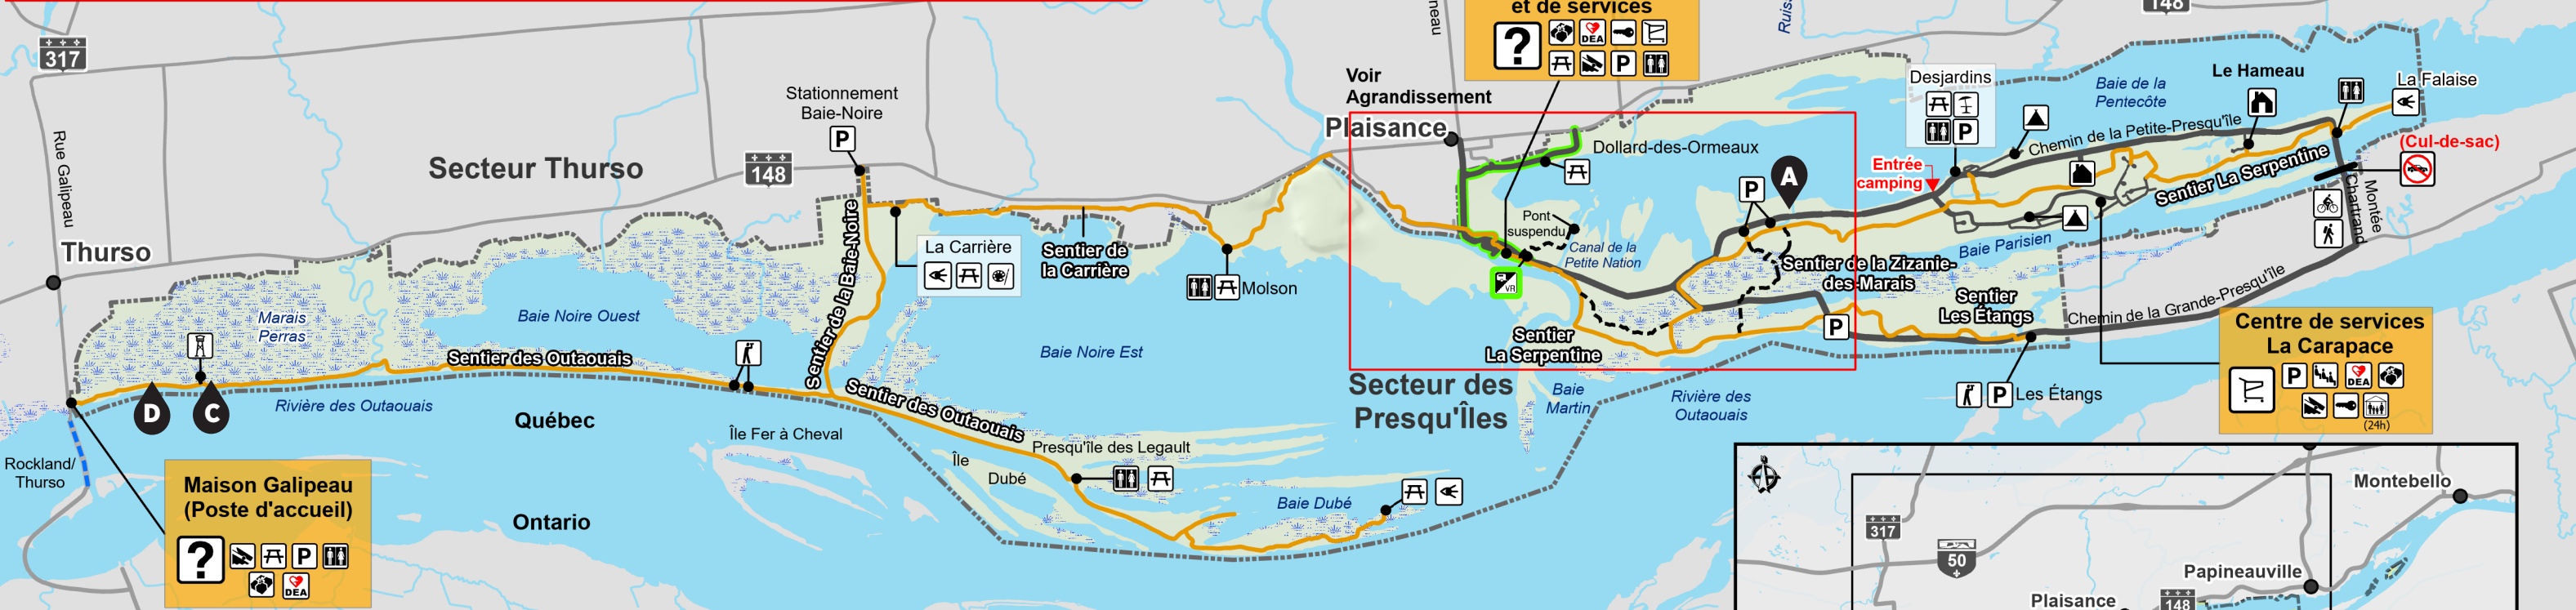 317
Rue Galipeau
Thurso
Secteur Thurso
148
Stationnement
Baie-Noire
P
Marais
Perras
Baie Noire Ouest
Sentier des Outaouais
Sentier de la Baie-Noire
La Carrière
Sentier de
la Carrière
Molson
Baie Noire Est
D
C
Rivière des Outaouais
Québec
Sentier des Outaouais
Île Fer à Cheval
Île
Dubé
Presqu'île des Legault
Baie Dubé
Ontario
Rockland/
Thurso
Maison Galipeau
(Poste d'accueil)
?
P
DEA
Voir
Agrandissement
Plaisance
neau
et de services
?
DEA
P
Ruis
148
Dollard-des-Ormeaux
Pont
suspendu
Canal de la
Petite Nation
VR
P
A
Sentier de la Zizanie-
des-Marais
Sentier
La Serpentine
P
Secteur des
Presqu'Îles
Baie
Martin
Rivière des
Outaouais
Desjardins
P
Entrée
camping
Baie de la
Pentecôte
Le Hameau
La Falaise
Chemin de la Petite-Presqu'île
Sentier La Serpentine
(Cul-de-sac)
Montée
Chartrand
Baie Parisien
Sentier
Les Étangs
Chemin de la Grande-Presqu'île
P
Les Étangs
Centre de services
La Carapace
P
DEA
(24h)
317
50
Montebello
Papineauville
Plaisance
148